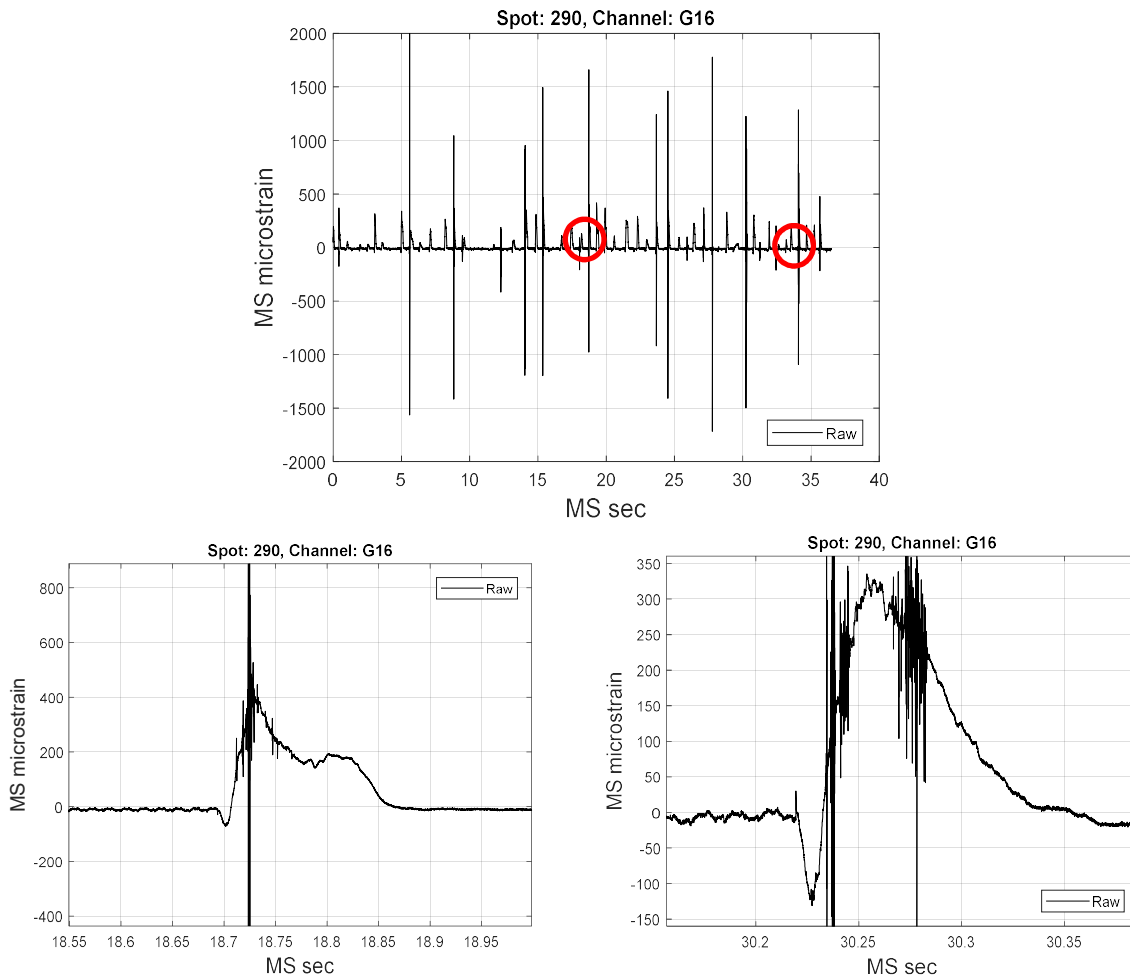 Spot: 290, Channel: G16
2000
1500
1000
500
0
-500
-1000
-1500
-2000
MS microstrain
0 5 10 15 20 25 30 35 40
MS sec
Raw
Spot: 290, Channel: G16
800
600
400
200
0
-200
-400
MS microstrain
18.55 18.6 18.65 18.7 18.75 18.8 18.85 18.9 18.95
MS sec
Raw
Spot: 290, Channel: G16
350
300
250
200
150
100
50
0
-50
-100
-150
MS microstrain
30.2 30.25 30.3 30.35
MS sec
Raw